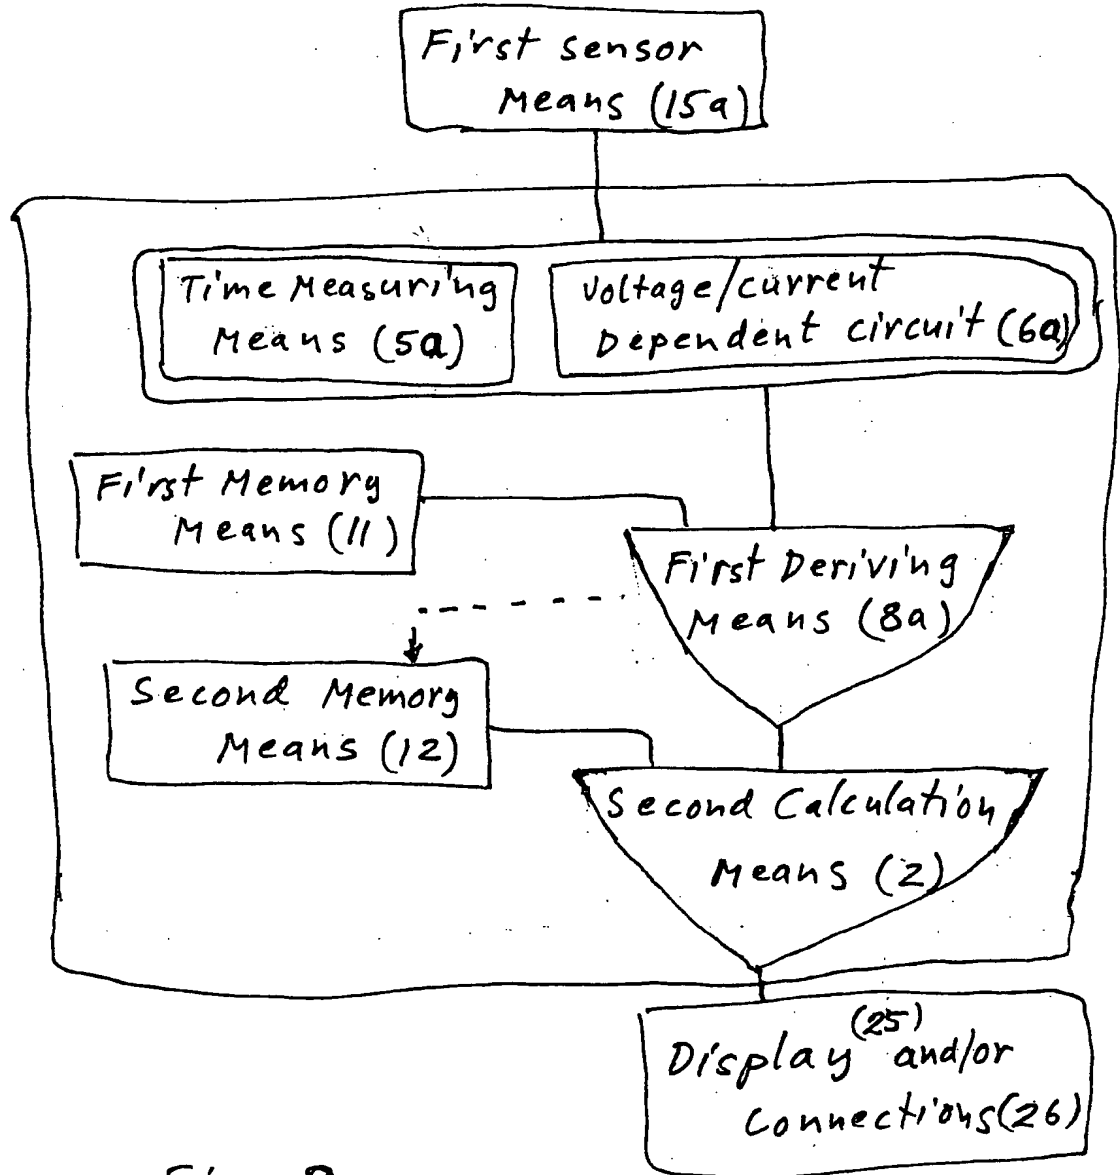 First sensor
Means (15a)
Time Measuring
Means (5a)
Voltage/current
Dependent circuit (6a)
First Memory
Means (11)
First Deriving
Means (8a)
Second Memory
Means (12)
Second Calculation
Means (2)
(25)
Display and/or
Connections (26)